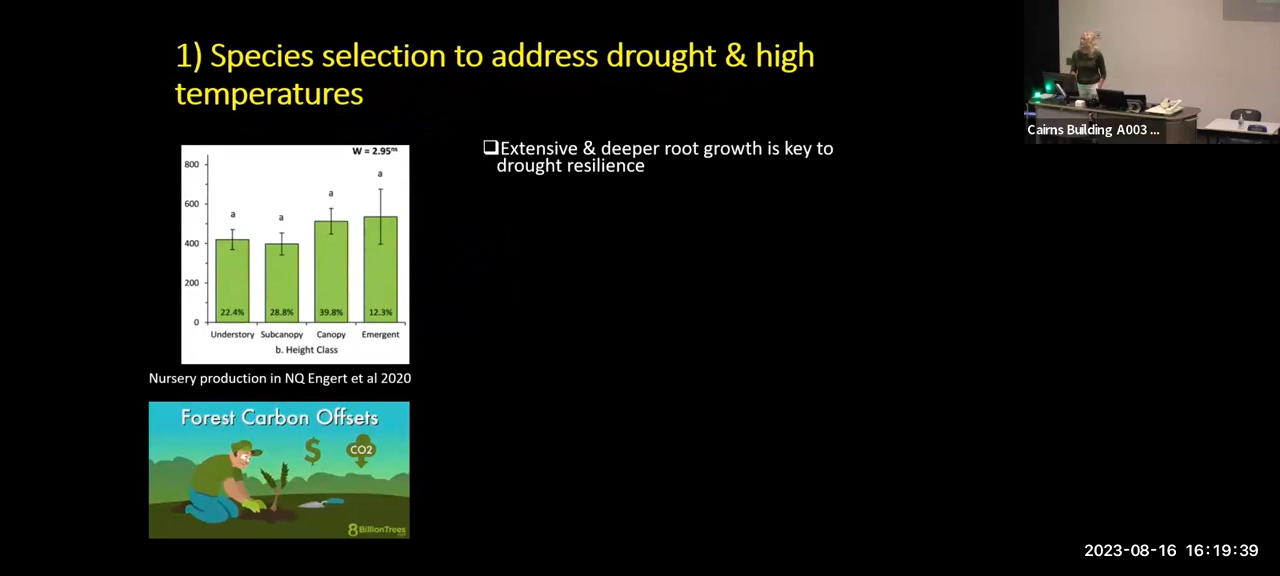 1) Species selection to address drought & high
temperatures
Cairns Building A003 ...
W = 2.95ⁿˢ
800
600
400
200
0
a
a
a
a
22.4%
28.8%
39.8%
12.3%
Understory
Subcanopy
Canopy
Emergent
b. Height Class
❑Extensive & deeper root growth is key to
drought resilience
Nursery production in NQ Engert et al 2020
Forest Carbon Offsets
$
CO2
8 BillionTrees
2023-08-16 16:19:39